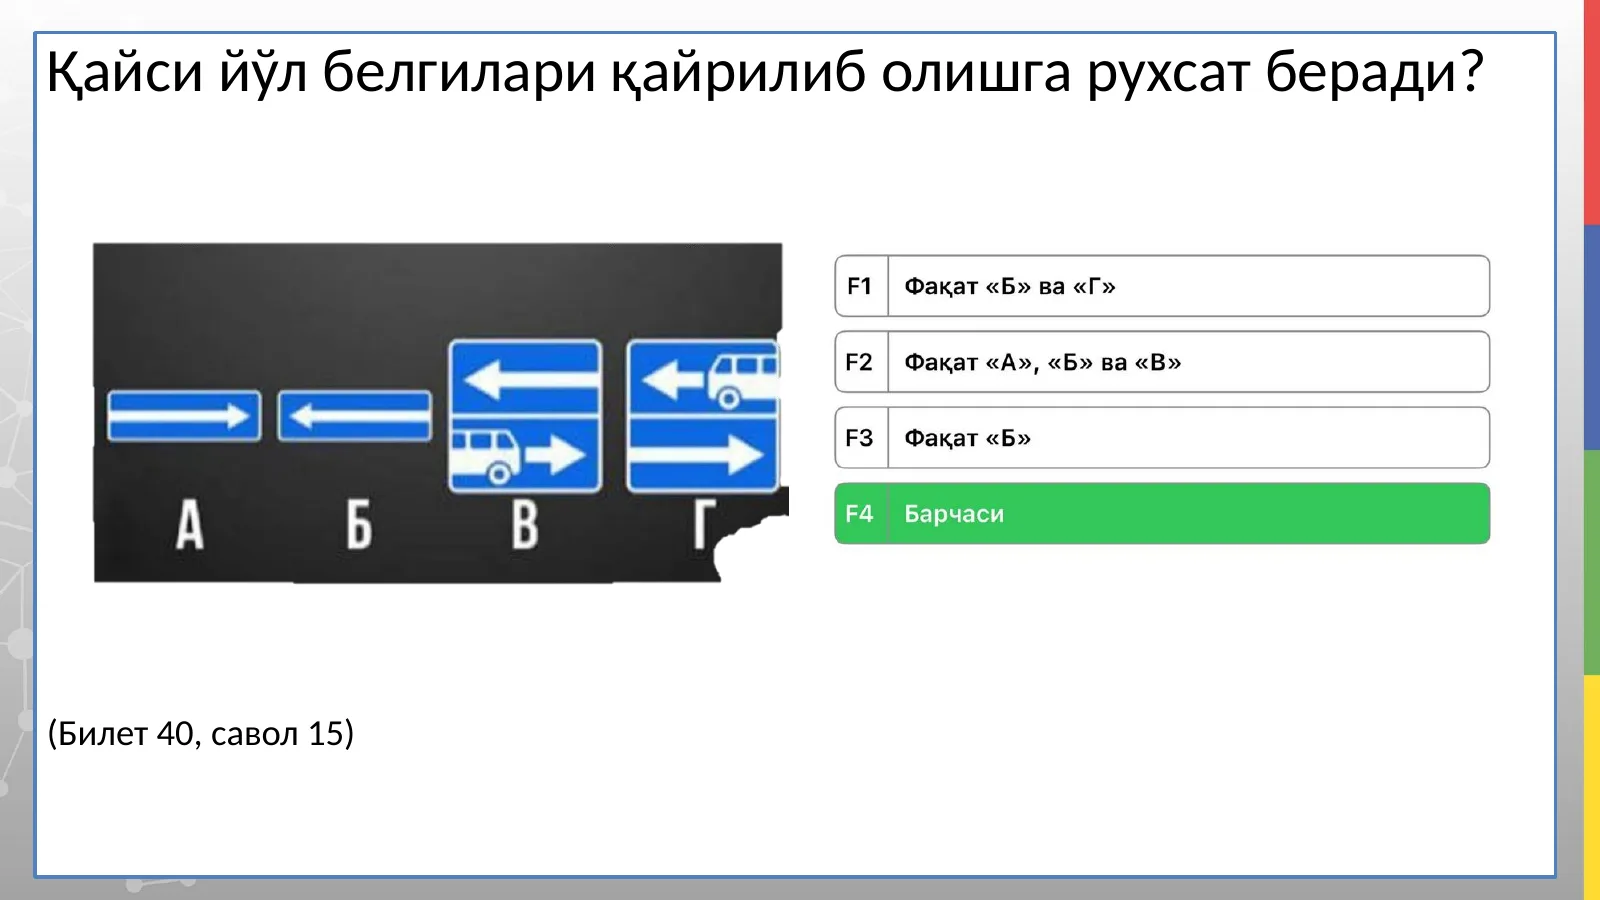 Қайси йўл белгилари қайрилиб олишга рухсат беради?
А Б В Г
F1 Фақат «Б» ва «Г»
F2 Фақат «А», «Б» ва «В»
F3 Фақат «Б»
F4 Барчаси
(Билет 40, савол 15)